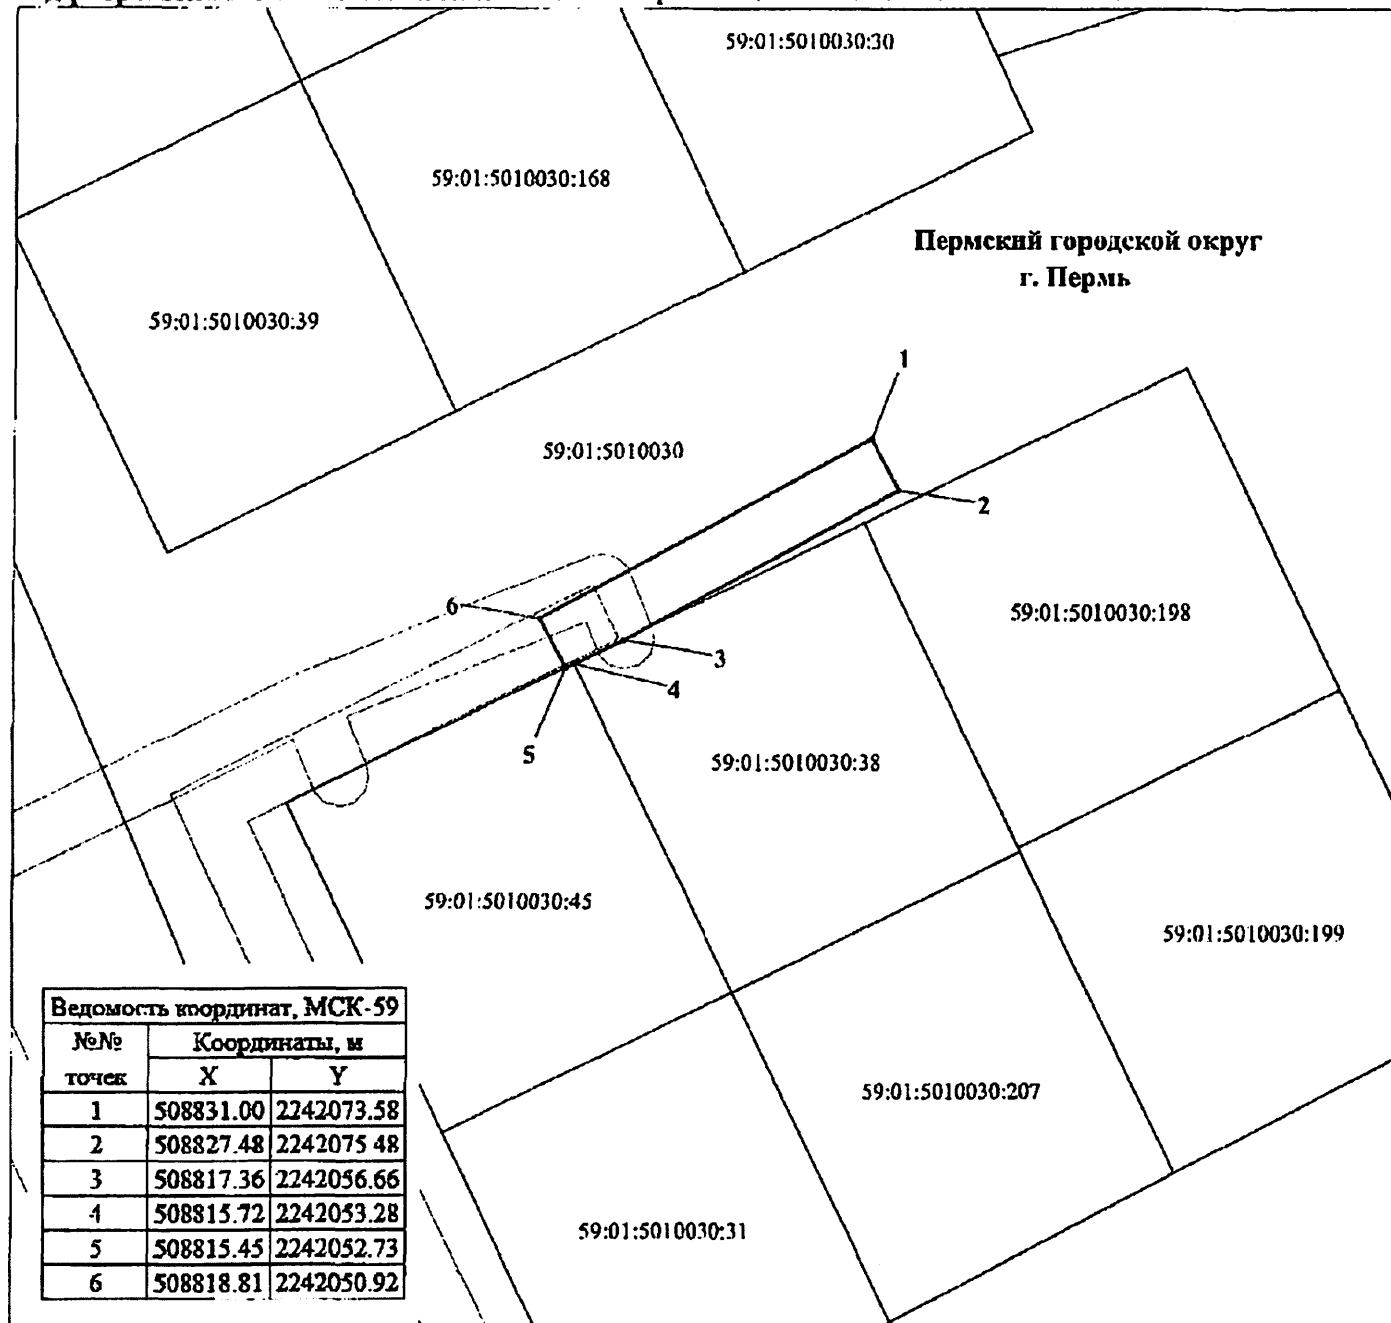 59:01:5010030:30
59:01:5010030:168
Пермский городской округ
г. Пермь
59:01:5010030:39
1
59:01:5010030
2
6
59:01:5010030:198
3
4
5
59:01:5010030:38
59:01:5010030:45
59:01:5010030:199
Ведомость координат, МСК-59
№№ точек Координаты, м
X Y
1 508831.00 2242073.58
2 508827.48 2242075 48
3 508817.36 2242056.66
4 508815.72 2242053.28
5 508815.45 2242052.73
6 508818.81 2242050.92
59:01:5010030:207
59:01:5010030:31